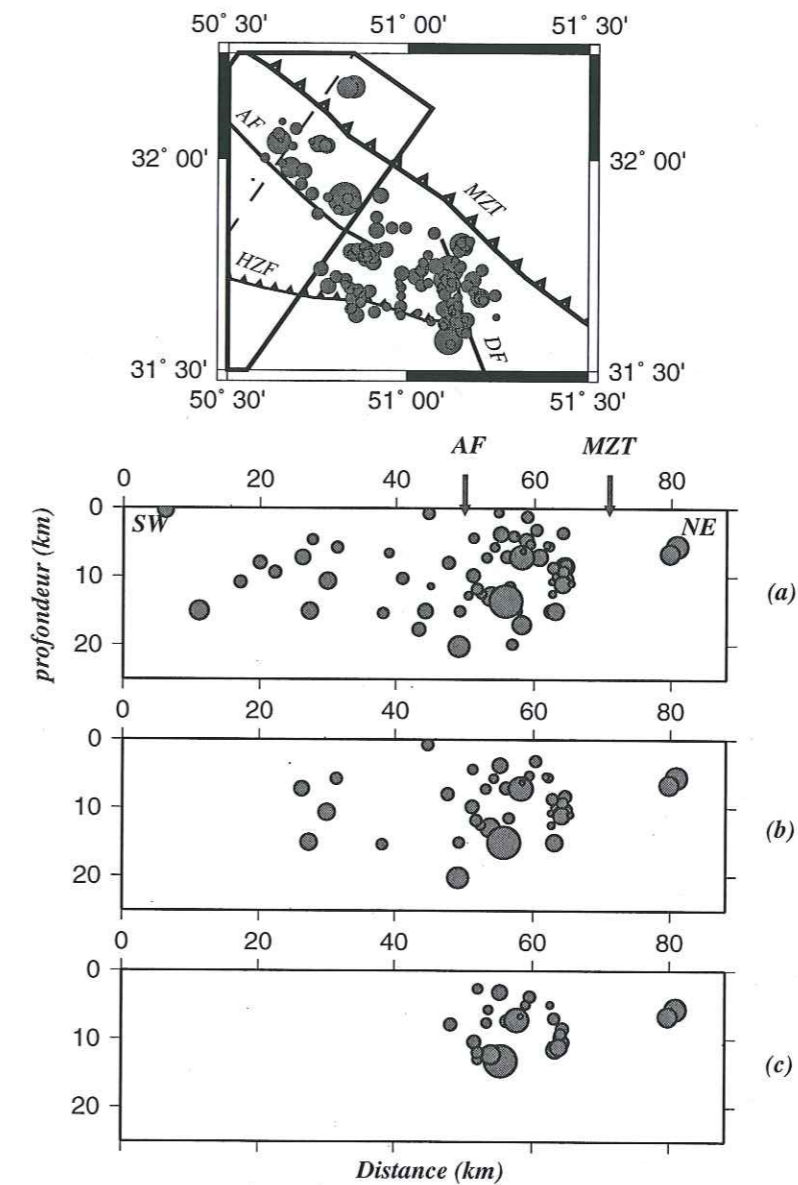 50° 30' 51° 00' 51° 30'
AF
32° 00' 32° 00'
MZT
HZF
DF
31° 30' 31° 30'
50° 30' 51° 00' 51° 30'
AF MZT
0 20 40 60 80
0
SW NE
10
(a)
20
profondeur (km)
0 20 40 60 80
0
10
(b)
20
0 20 40 60 80
0
10
(c)
20
Distance (km)